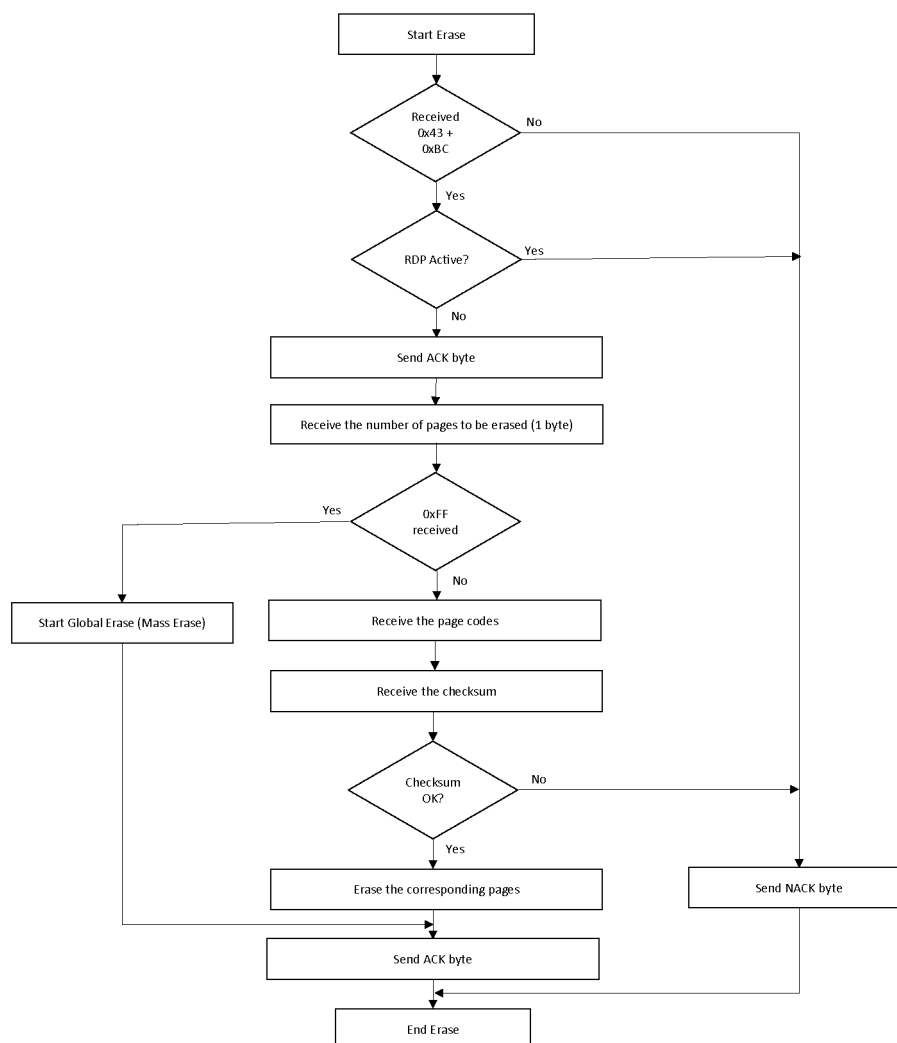 Start Erase
Received
0x43 +
0xBC
No
Yes
RDP Active?
Yes
No
Send ACK byte
Receive the number of pages to be erased (1 byte)
Yes
0xFF
received
No
Start Global Erase (Mass Erase)
Receive the page codes
Receive the checksum
Checksum
OK?
No
Yes
Erase the corresponding pages
Send NACK byte
Send ACK byte
End Erase